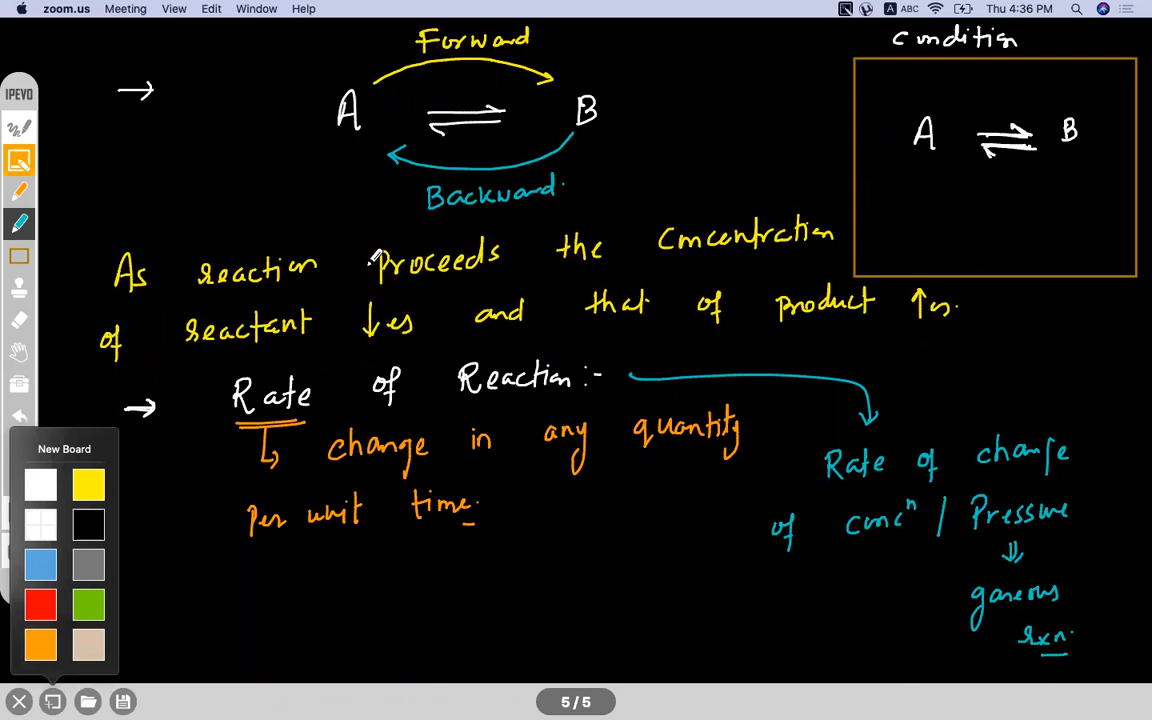 zoom.us Meeting View Edit Window Help
A ABC Thu 4:36 PM
IPEVO
Forward
→ A ⇌ B
Backward.
condition
A ⇌ B
As reaction Proceeds the Concentration
of reactant ↓es and that of product ↑es.
→ Rate of Reaction:-
↳ change in any quantity
Per unit time.
Rate of change
of concⁿ / Pressure
⇓
gaseous
rxn.
New Board
5 / 5